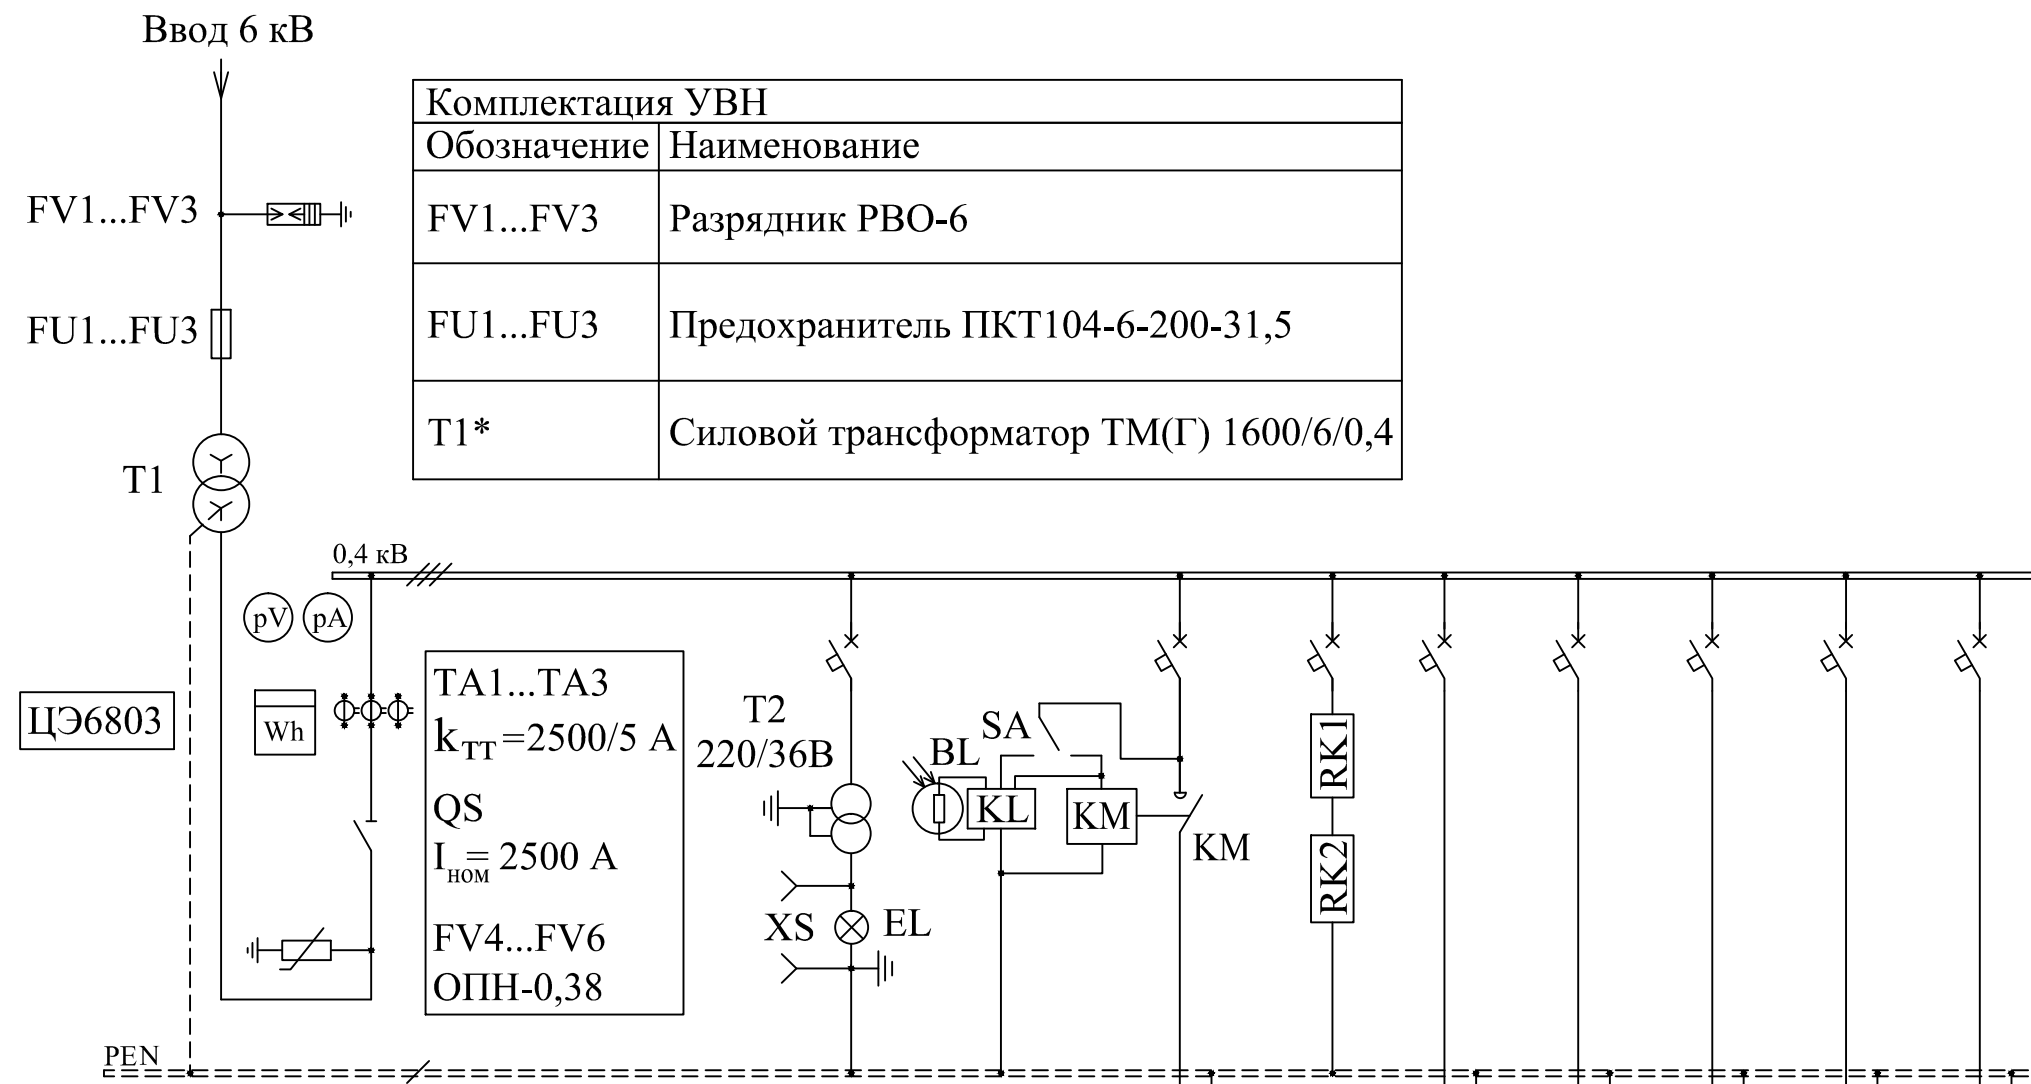 Ввод 6 кВ
Комплектация УВН
Обозначение Наименование
FV1...FV3
FV1...FV3 Разрядник РВО-6
FU1...FU3
FU1...FU3 Предохранитель ПКТ104-6-200-31,5
T1* Силовой трансформатор ТМ(Г) 1600/6/0,4
T1
0,4 кВ
pV pA
ЦЭ6803
Wh
TA1...TA3
kТТ =2500/5 А
QS
Iном= 2500 А
FV4...FV6
ОПН-0,38
T2
220/36В
XS EL
BL
SA
KL
KM
KM
RK1
RK2
PEN